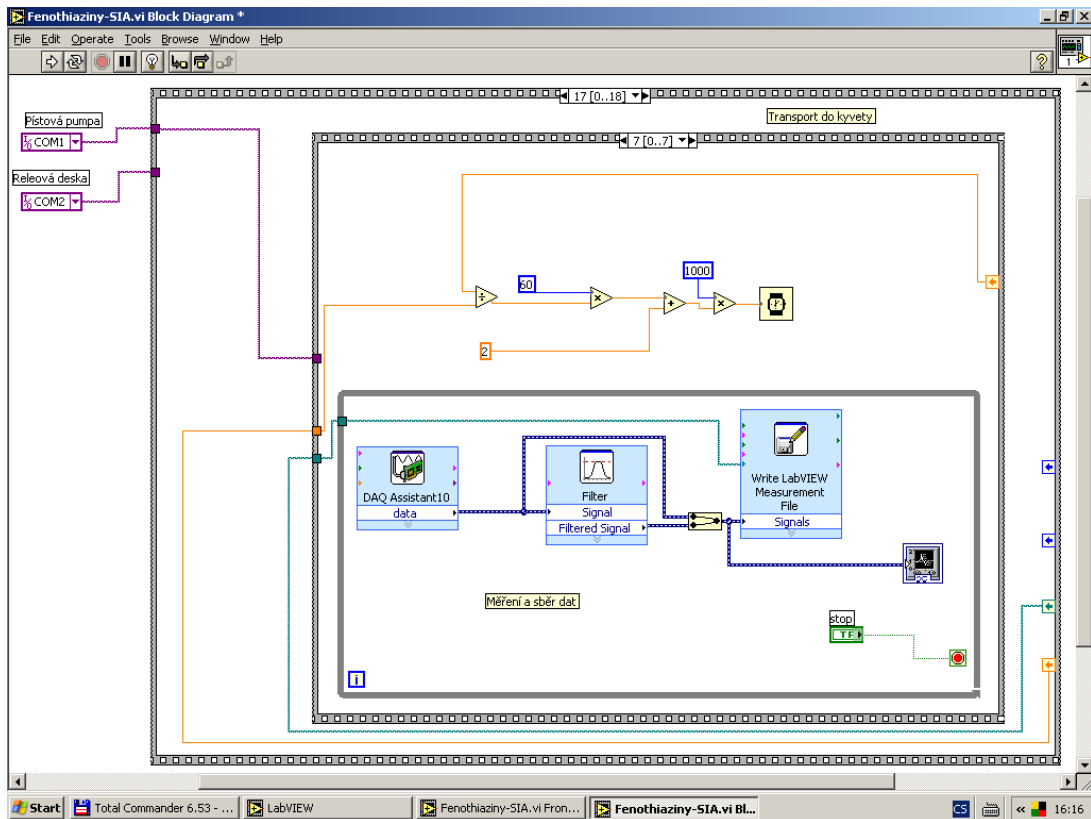 Fenothiaziny-SIA.vi Block Diagram *
File Edit Operate Tools Browse Window Help
1
17 [0..18]
Transport do kyvety
Pístová pumpa
I/O COM1
7 [0..7]
Releová deska
I/O COM2
60
1000
÷
×
+
×
2
DAQ Assistant10
data
Filter
Signal
Filtered Signal
Write LabVIEW
Measurement
File
Signals
Měření a sběr dat
stop
TF
i
Start
Total Commander 6.53 - ...
LabVIEW
Fenothiaziny-SIA.vi Fron...
Fenothiaziny-SIA.vi Bl...
CS
«
16:16